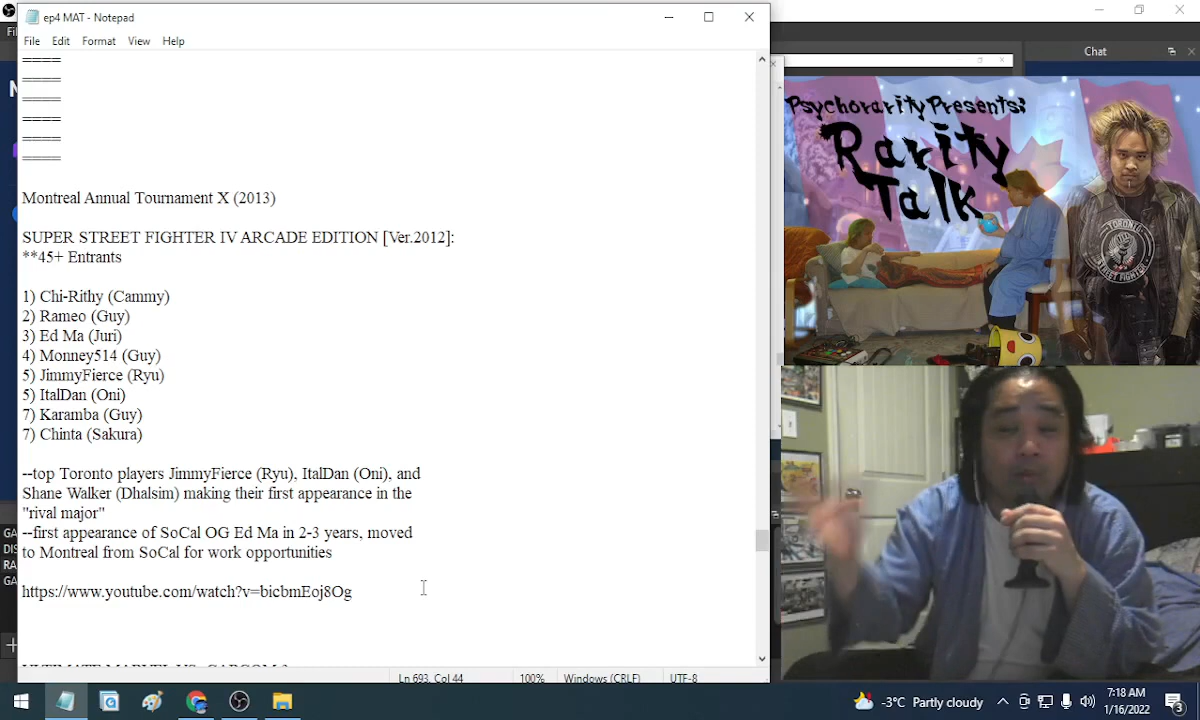 ep4 MAT - Notepad
File Edit Format View Help
====
====
====
====
====
====
Montreal Annual Tournament X (2013)
SUPER STREET FIGHTER IV ARCADE EDITION [Ver.2012]:
**45+ Entrants
1) Chi-Rithy (Cammy)
2) Rameo (Guy)
3) Ed Ma (Juri)
4) Monney514 (Guy)
5) JimmyFierce (Ryu)
5) ItalDan (Oni)
7) Karamba (Guy)
7) Chinta (Sakura)
--top Toronto players JimmyFierce (Ryu), ItalDan (Oni), and
Shane Walker (Dhalsim) making their first appearance in the
"rival major"
--first appearance of SoCal OG Ed Ma in 2-3 years, moved
to Montreal from SoCal for work opportunities
https://www.youtube.com/watch?v=bicbmEoj8Og
Ln 693, Col 44 100% Windows (CRLF) UTF-8
Chat
Psychorarity Presents:
Rarity
Talk
TORONTO
STREET FIGHTER
-3°C Partly cloudy
7:18 AM
1/16/2022
3